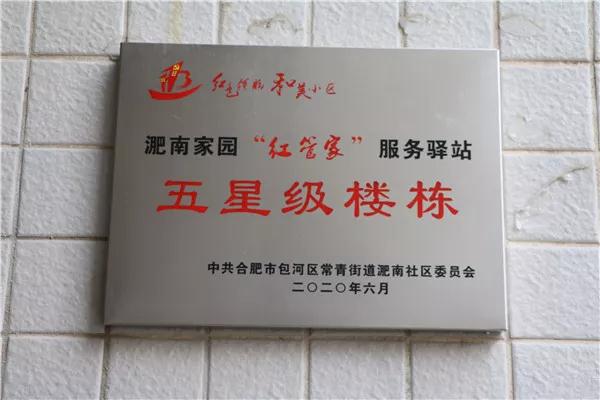 红色领航 和美小区
淝南家园“红管家”服务驿站
五星级楼栋
中共合肥市包河区常青街道淝南社区委员会
二〇二〇年六月